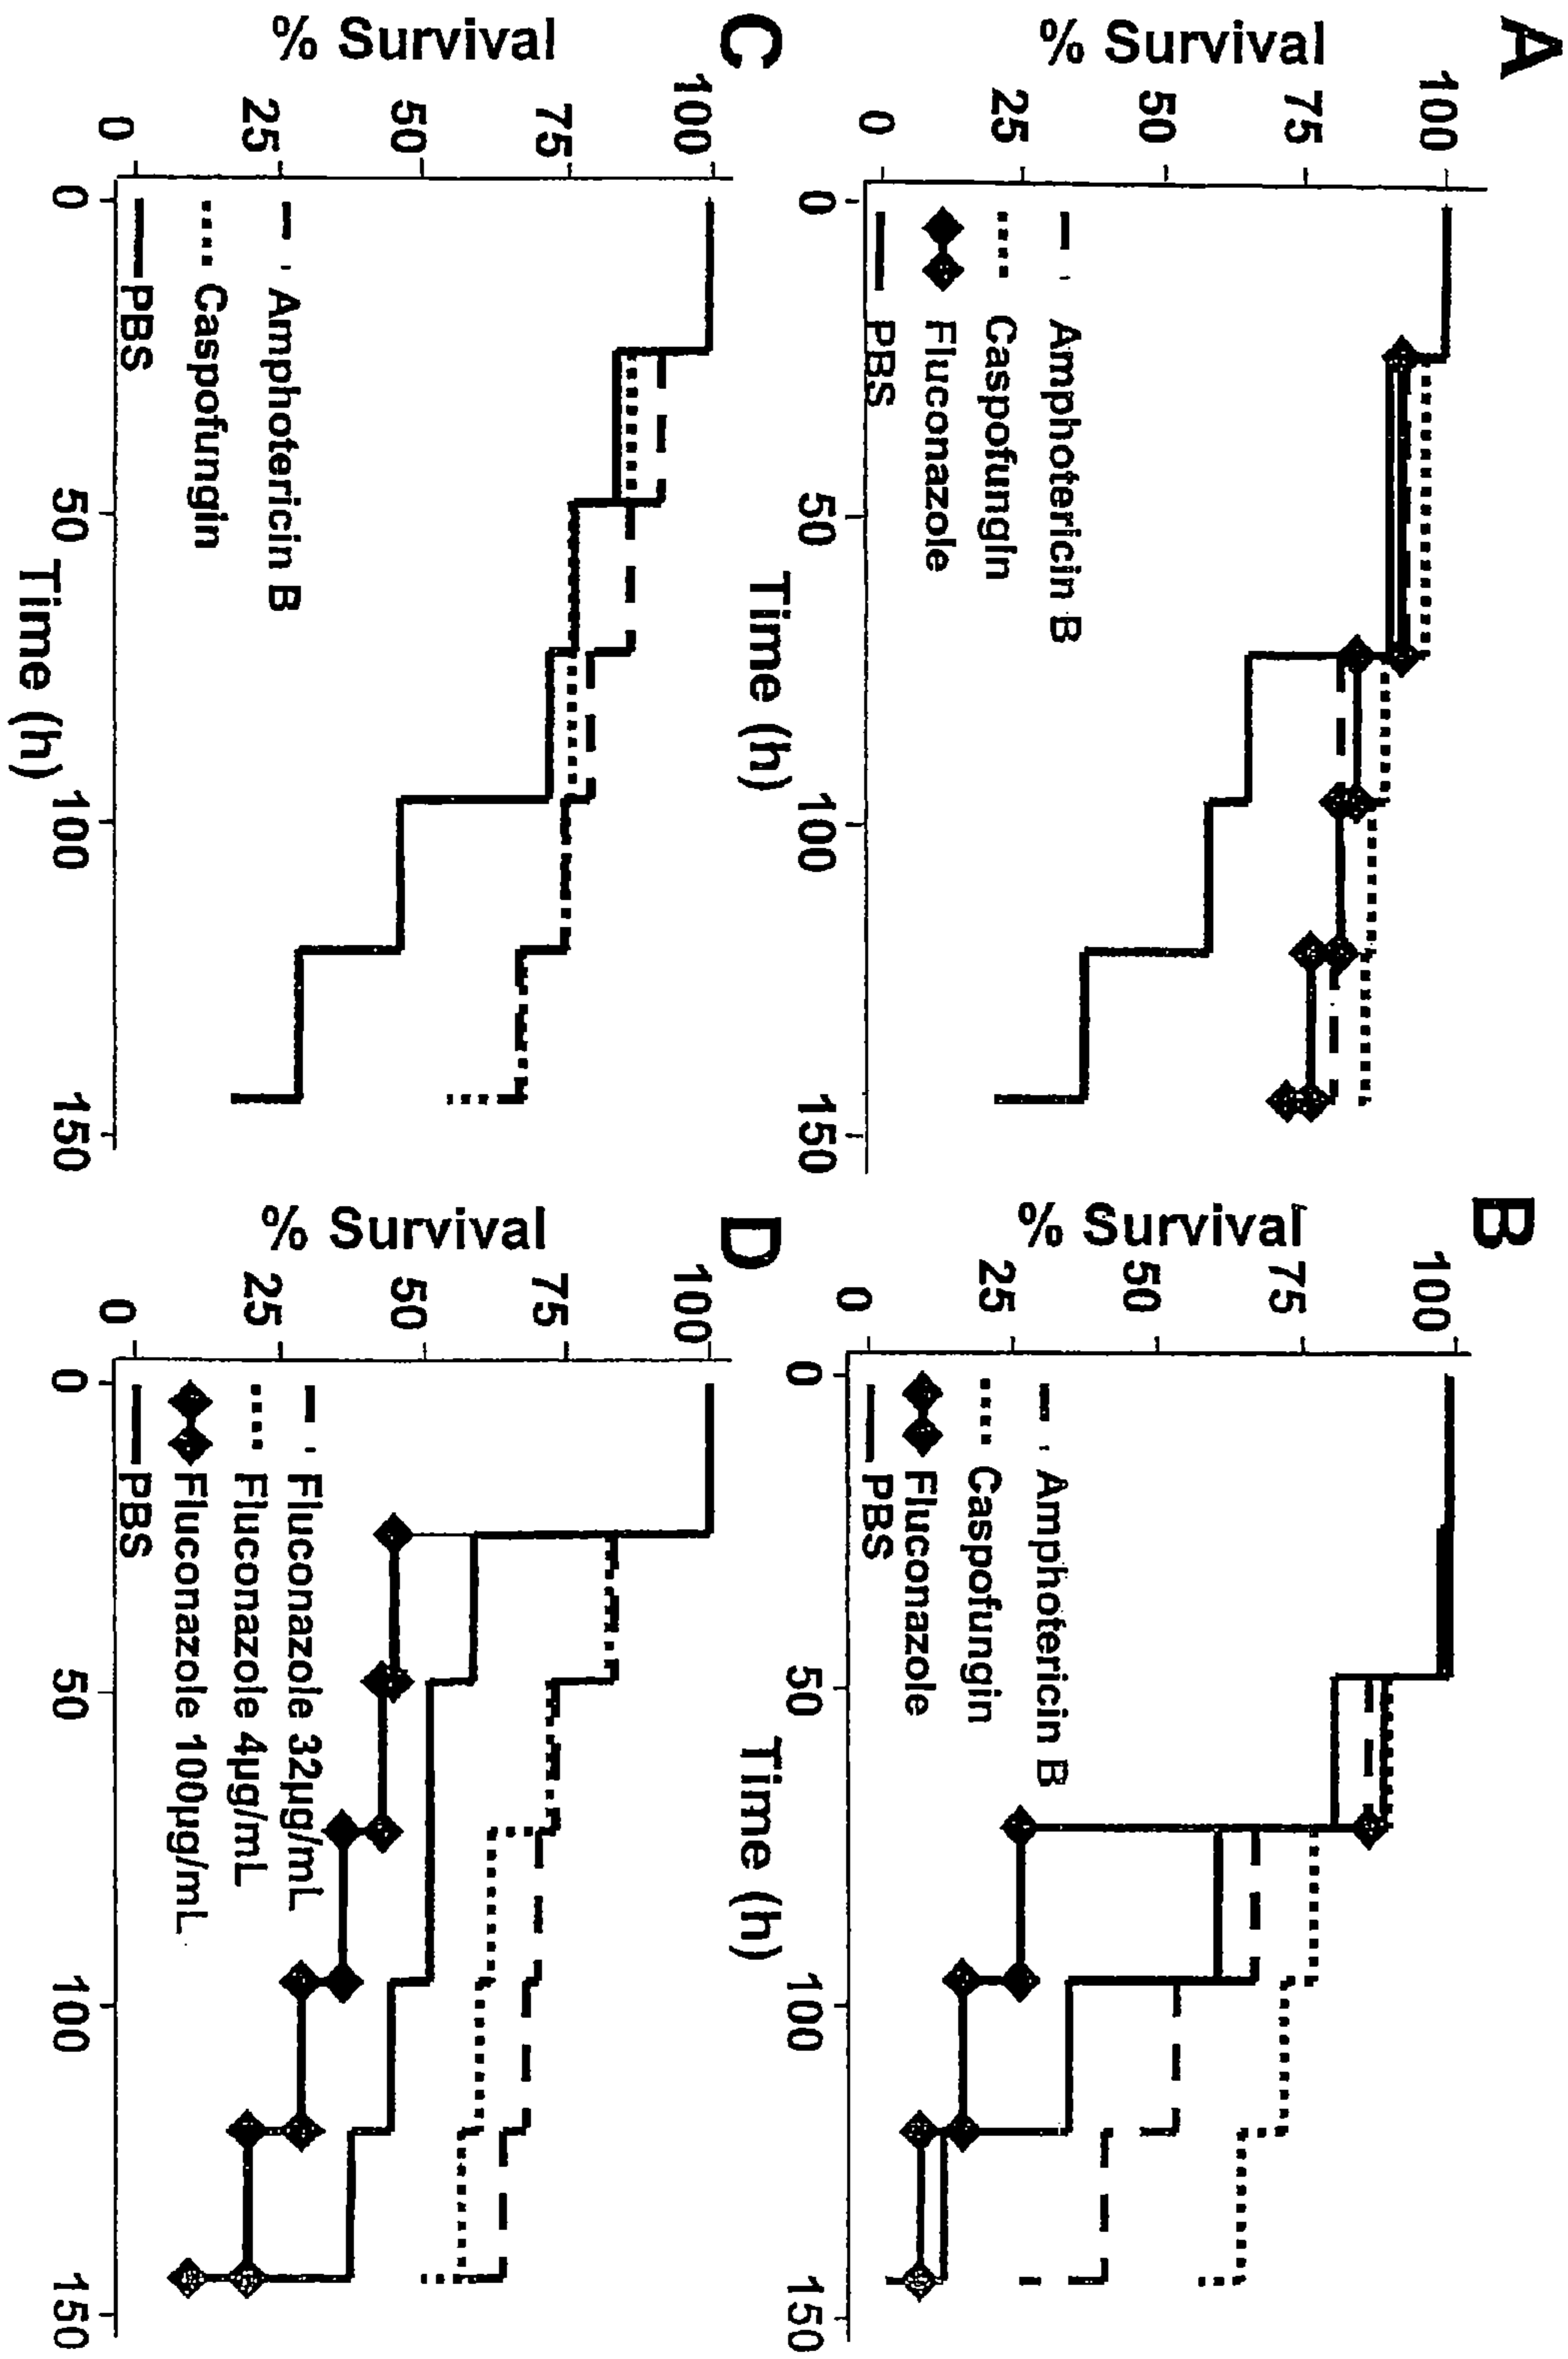 A
% Survival
100
75
50
25
0
0
50
100
150
Time (h)
Amphotericin B
Caspofungin
Fluconazole
PBS
B
% Survival
100
75
50
25
0
0
50
100
150
Time (h)
Amphotericin B
Caspofungin
Fluconazole
PBS
C
% Survival
100
75
50
25
0
0
50
100
150
Time (h)
Amphotericin B
Caspofungin
PBS
D
% Survival
100
75
50
25
0
0
50
100
150
Fluconazole 32µg/mL
Fluconazole 4µg/mL
Fluconazole 100µg/mL
PBS